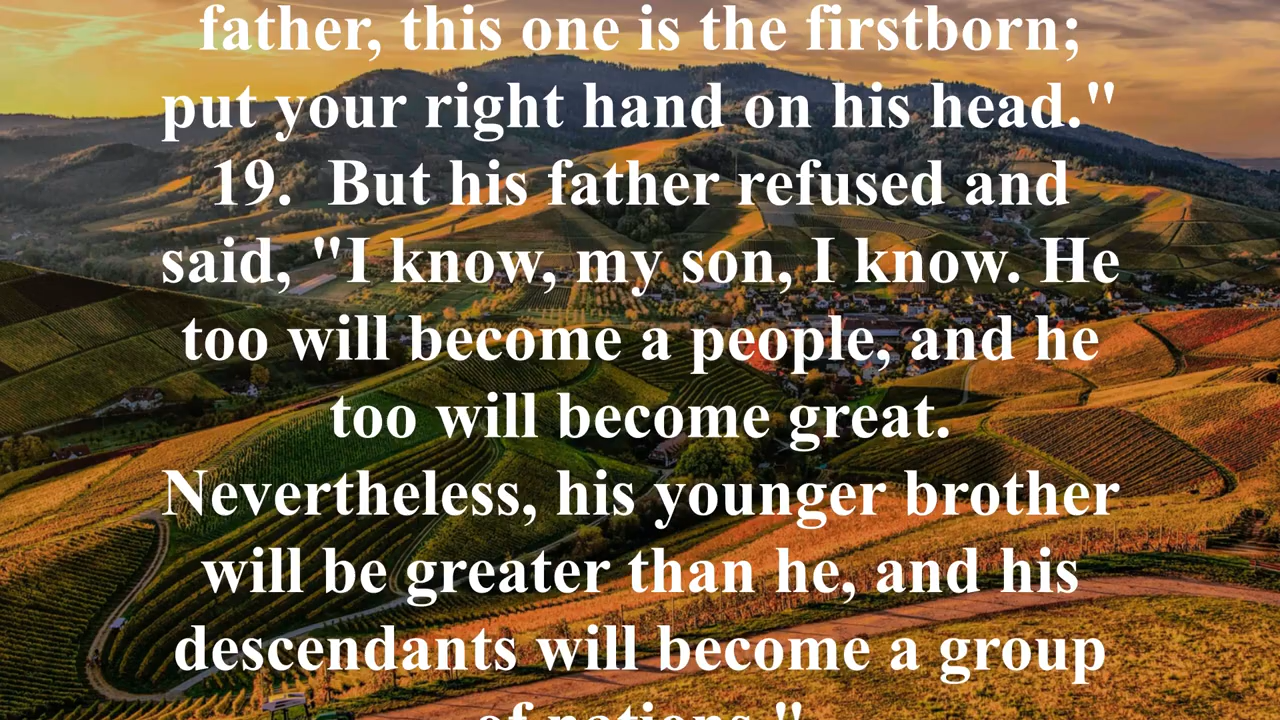 father, this one is the firstborn;
put your right hand on his head."
19. But his father refused and
said, "I know, my son, I know. He
too will become a people, and he
too will become great.
Nevertheless, his younger brother
will be greater than he, and his
descendants will become a group
of nations."